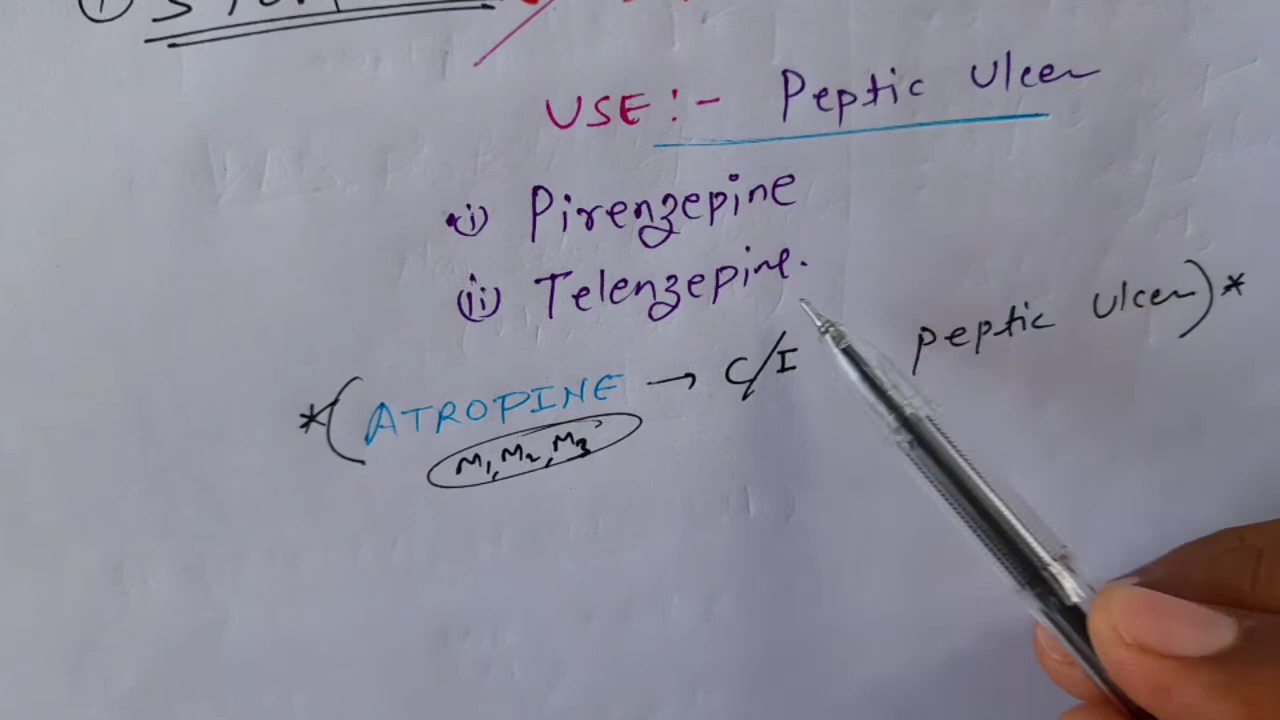 USE :- Peptic Ulcer
(i) Pirenzepine
(ii) Telenzepine.
*(ATROPINE → C/I peptic Ulcer)*
M1, M2, M3